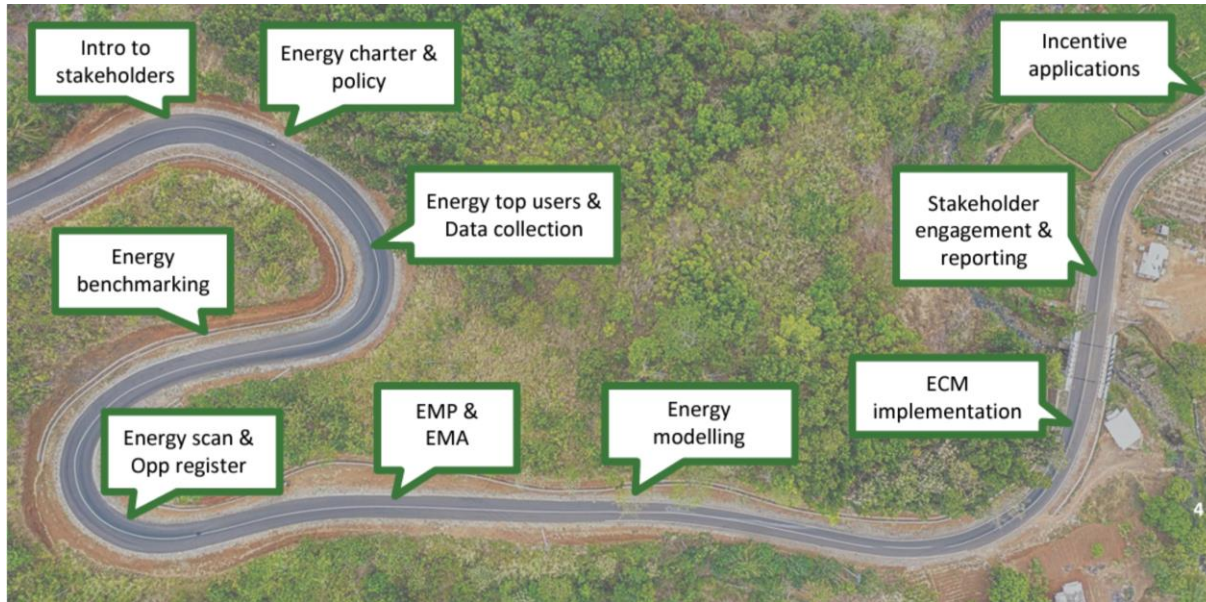 Intro to
stakeholders
Energy charter &
policy
Energy top users &
Data collection
Energy
benchmarking
Energy scan &
Opp register
EMP &
EMA
Energy
modelling
ECM
implementation
Stakeholder
engagement &
reporting
Incentive
applications
4